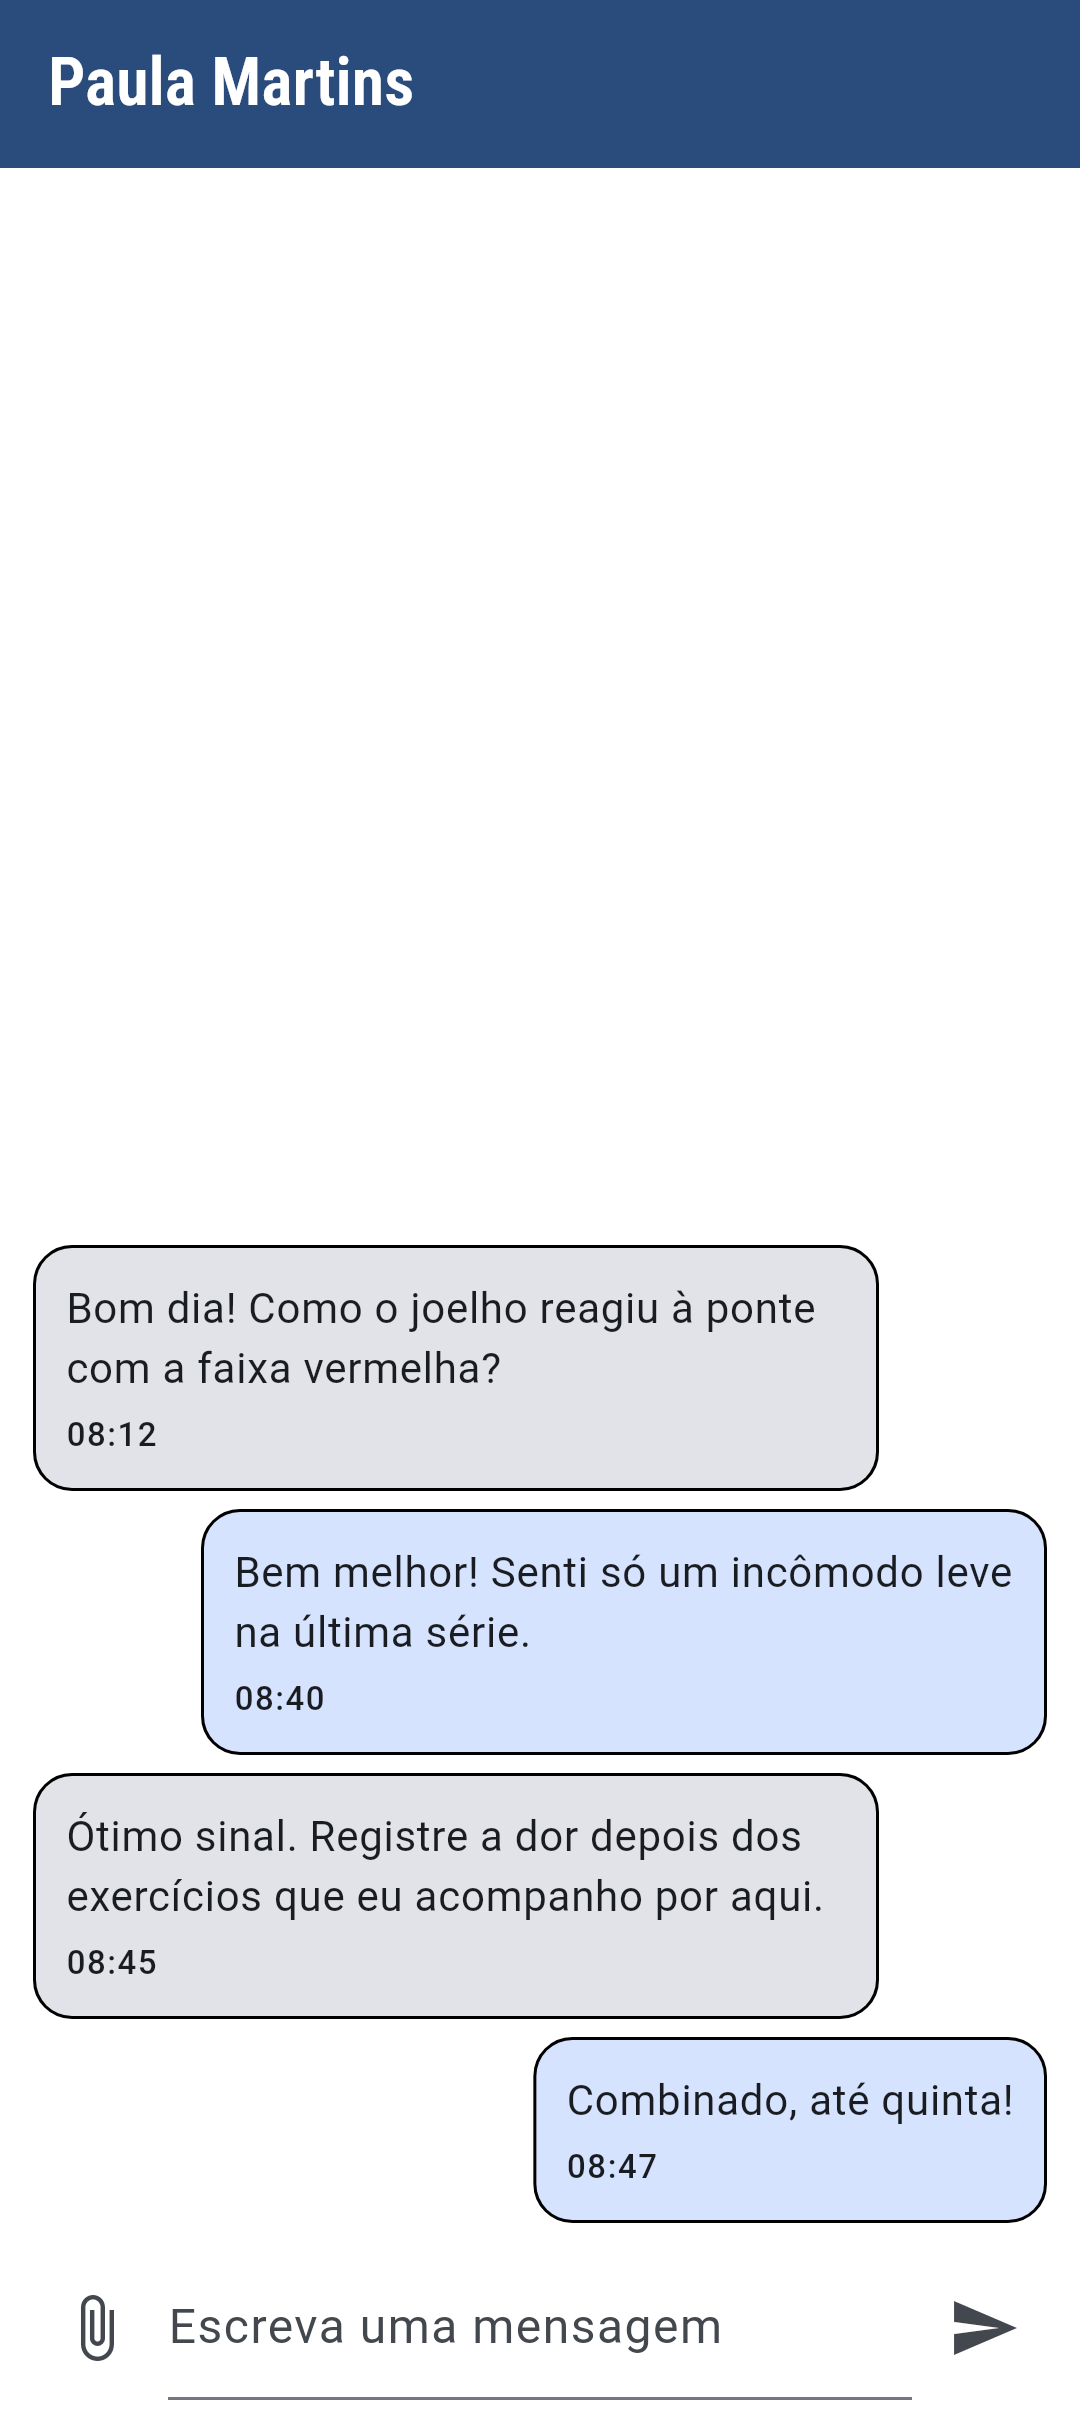 Paula Martins
Bom dia! Como o joelho reagiu à ponte
com a faixa vermelha?
08:12
Bem melhor! Senti só um incômodo leve
na última série.
08:40
Ótimo sinal. Registre a dor depois dos
exercícios que eu acompanho por aqui.
08:45
Combinado, até quinta!
08:47
Escreva uma mensagem